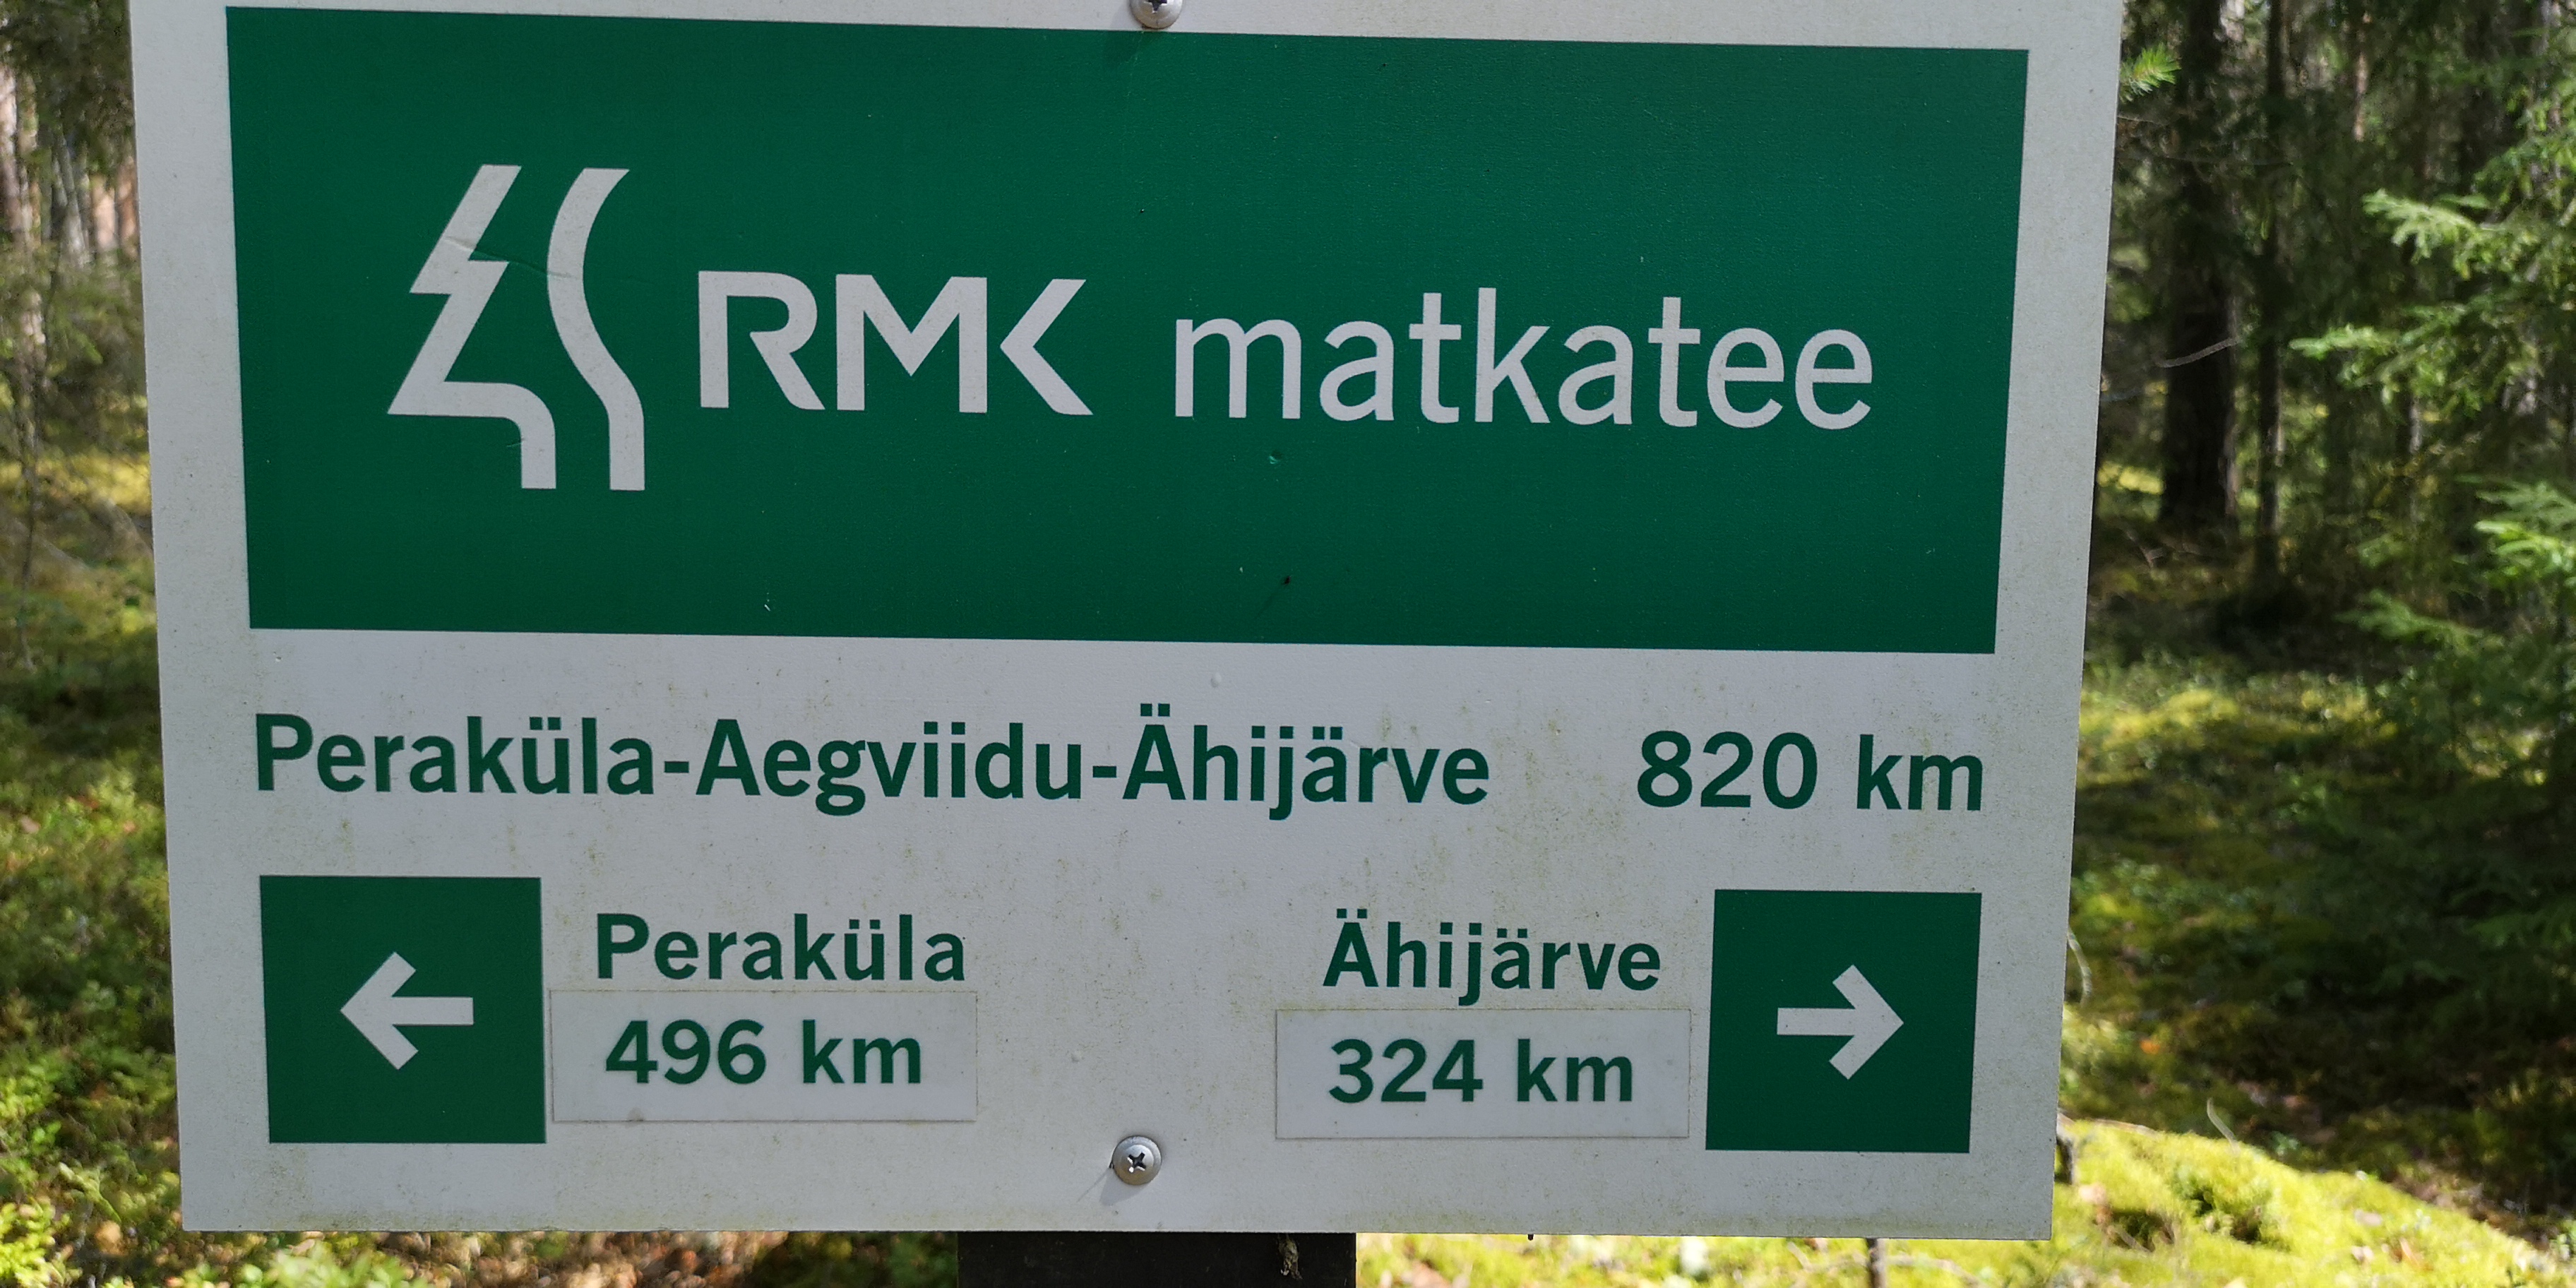 RMK matkatee
Peraküla-Aegviidu-Ähijärve 820 km
Peraküla Ähijärve
496 km 324 km